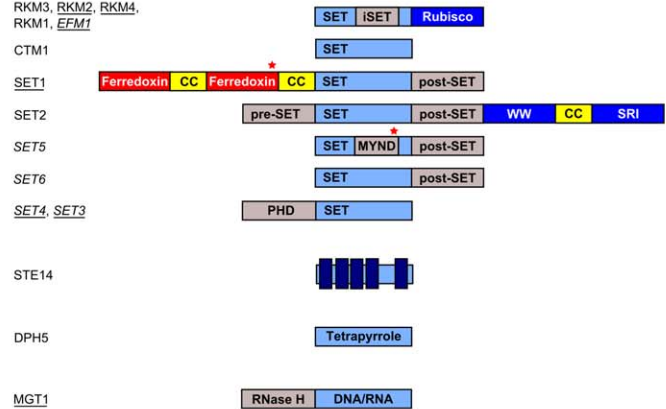 RKM3, RKM2, RKM4,
RKM1, EFM1
SET iSET Rubisco
CTM1 SET
SET1 Ferredoxin CC Ferredoxin CC SET post-SET
SET2 pre-SET SET post-SET WW CC SRI
SET5 SET MYND post-SET
SET6 SET post-SET
SET4, SET3 PHD SET
STE14
DPH5 Tetapyrrole
MGT1 RNase H DNA/RNA